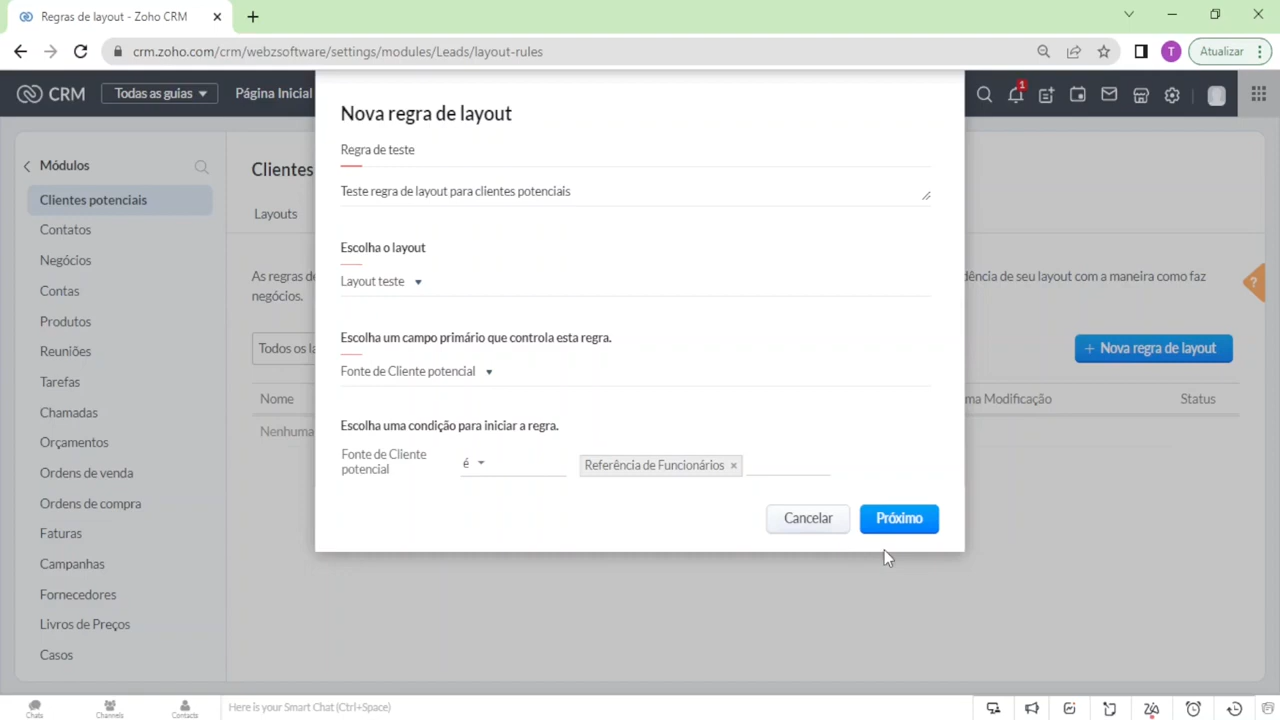 Regras de layout - Zoho CRM
crm.zoho.com/crm/webzsoftware/settings/modules/Leads/layout-rules
T
Atualizar
CRM
Todas as guias
Página Inicial
1
Módulos
Clientes potenciais
Contatos
Negócios
Contas
Produtos
Reuniões
Tarefas
Chamadas
Orçamentos
Ordens de venda
Ordens de compra
Faturas
Campanhas
Fornecedores
Livros de Preços
Casos
Clientes
Layouts
As regras de
negócios.
dência de seu layout com a maneira como faz
?
Todos os la
+ Nova regra de layout
Nome
ma Modificação
Status
Nenhuma
Nova regra de layout
Regra de teste
Teste regra de layout para clientes potenciais
Escolha o layout
Layout teste
Escolha um campo primário que controla esta regra.
Fonte de Cliente potencial
Escolha uma condição para iniciar a regra.
Fonte de Cliente
potencial
é
Referência de Funcionários ×
Cancelar
Próximo
Chats
Channels
Contacts
Here is your Smart Chat (Ctrl+Space)